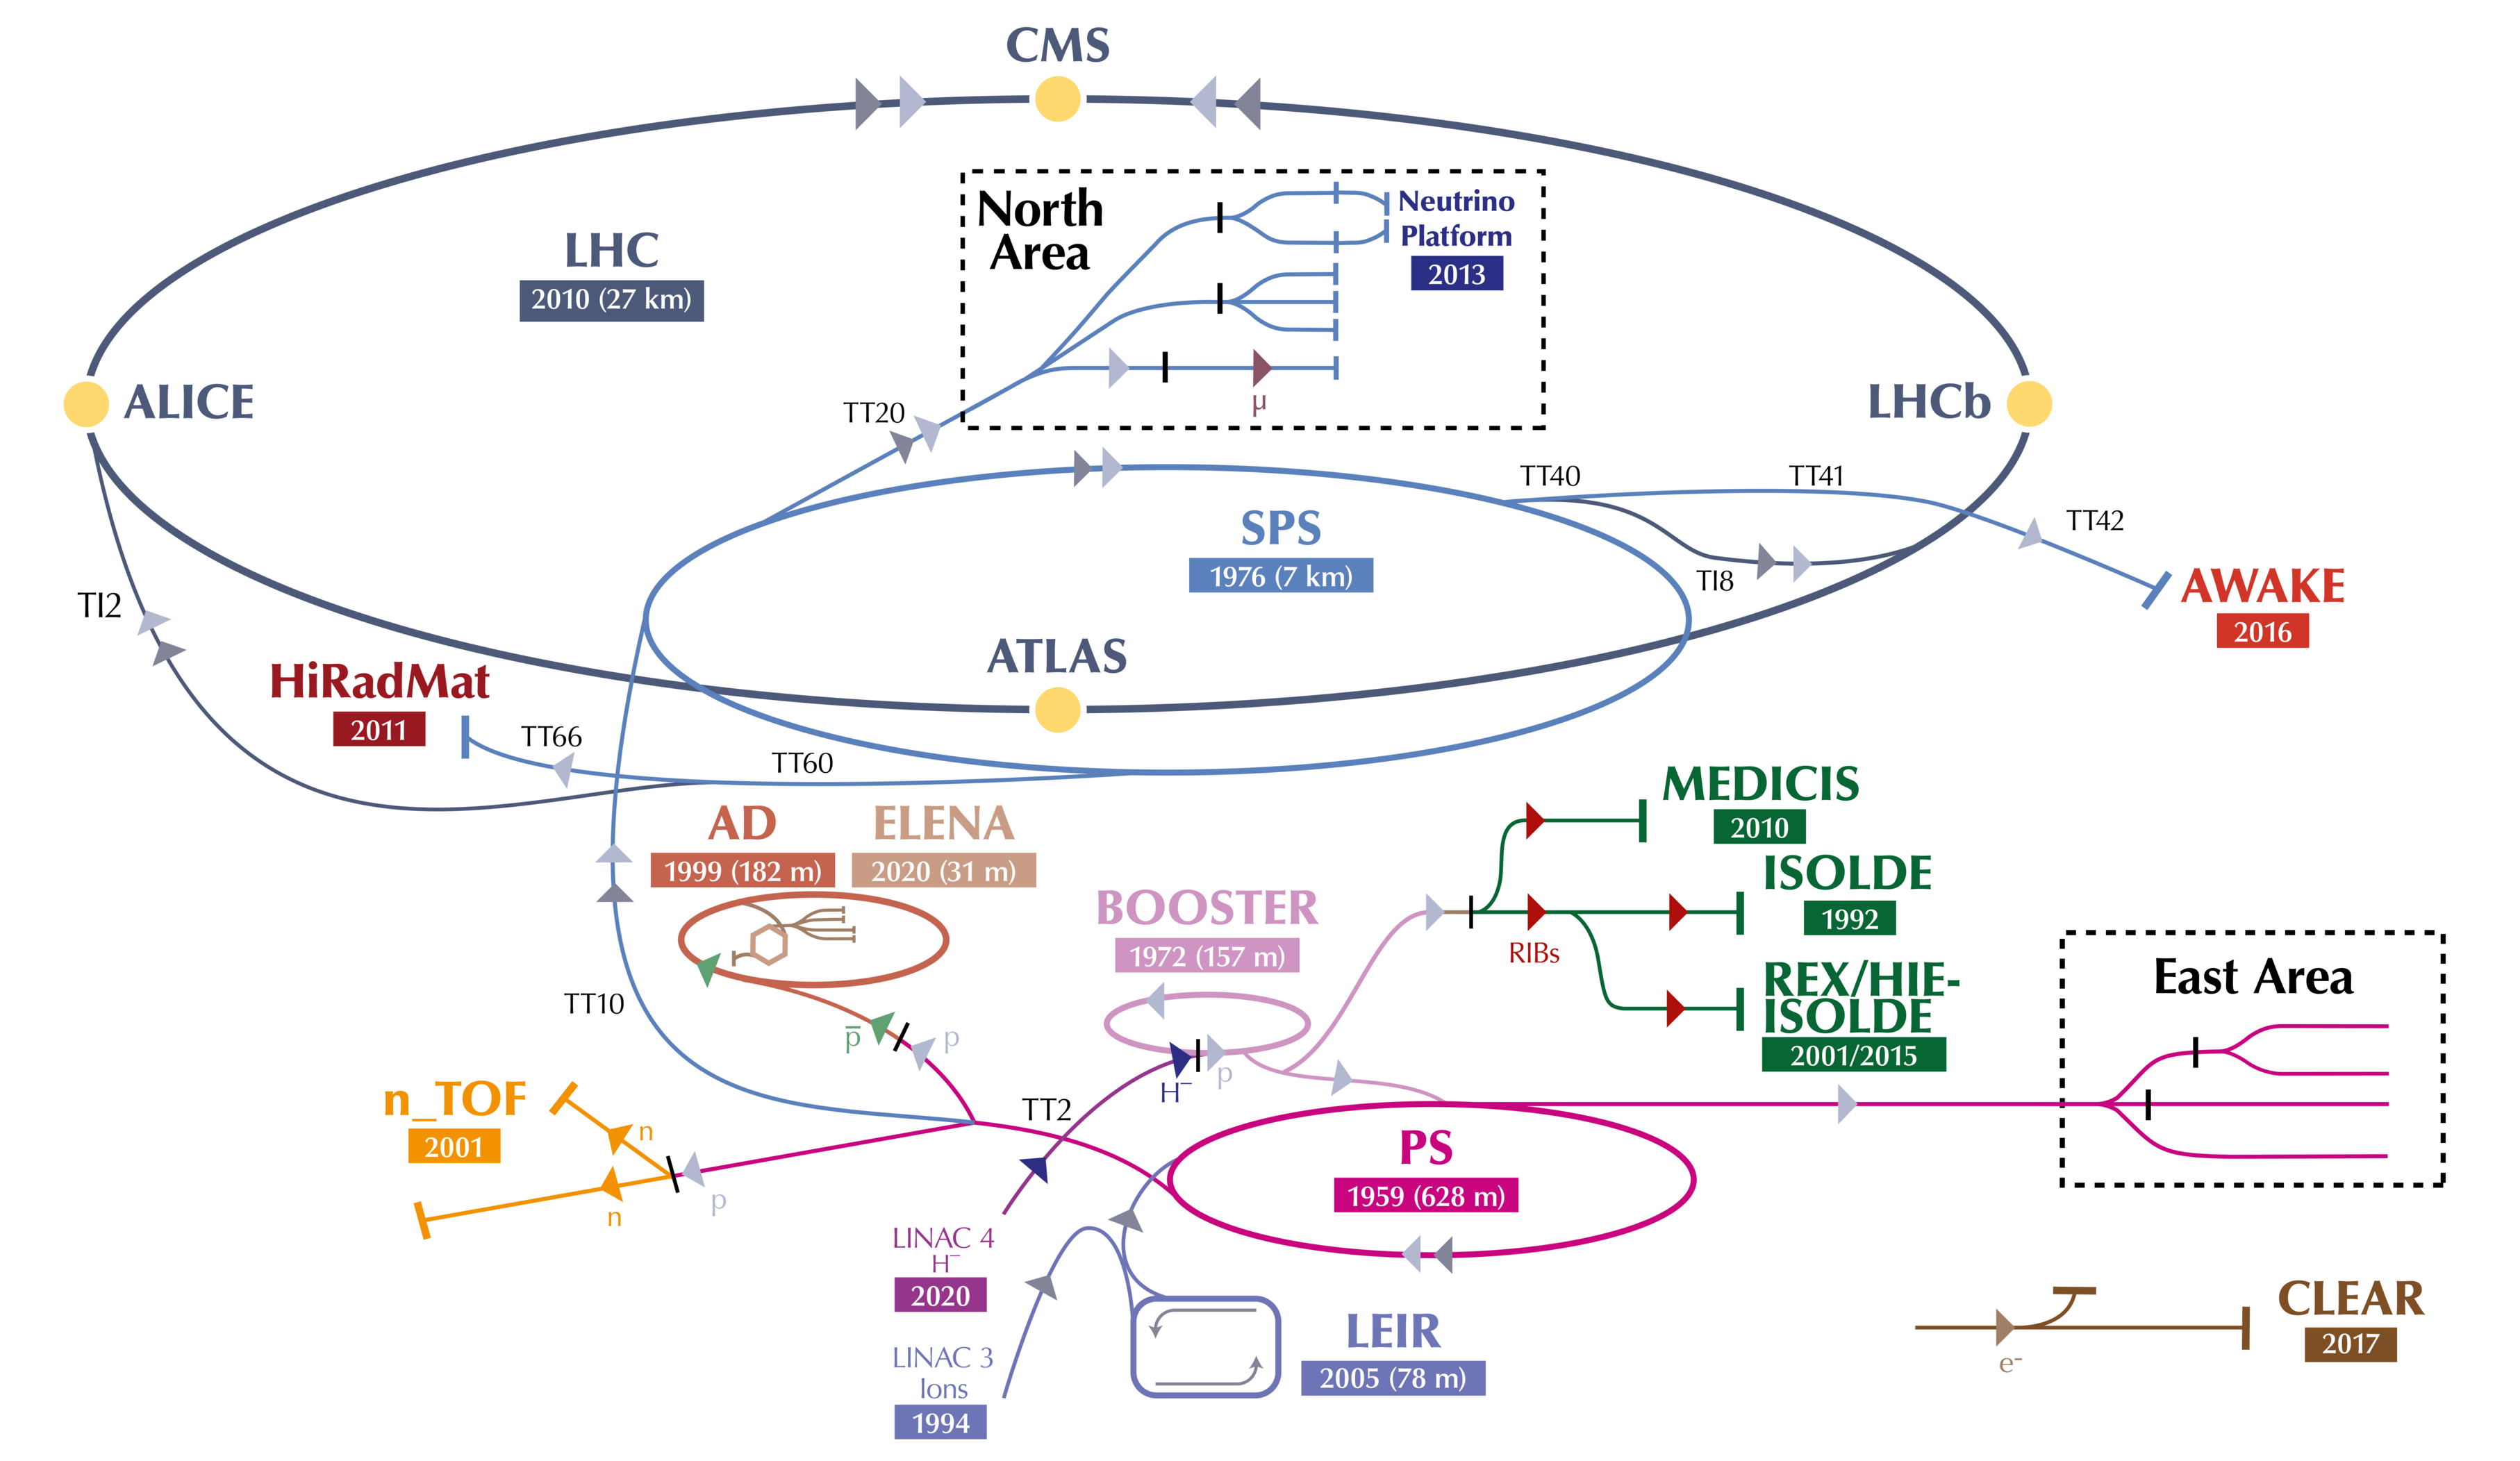 CMS
North
Area
Neutrino
Platform
2013
LHC
2010 (27 km)
μ
ALICE
LHCb
TT20
TT40
TT41
TT42
SPS
1976 (7 km)
TI8
AWAKE
2016
TI2
ATLAS
HiRadMat
2011
TT66
TT60
AD
1999 (182 m)
ELENA
2020 (31 m)
MEDICIS
2010
ISOLDE
1992
RIBs
REX/HIE-
ISOLDE
2001/2015
BOOSTER
1972 (157 m)
East Area
TT10
p̅
p
H⁻
p
TT2
n_TOF
2001
n
n
p
PS
1959 (628 m)
LINAC 4
H⁻
2020
LINAC 3
Ions
1994
LEIR
2005 (78 m)
CLEAR
2017
e⁻